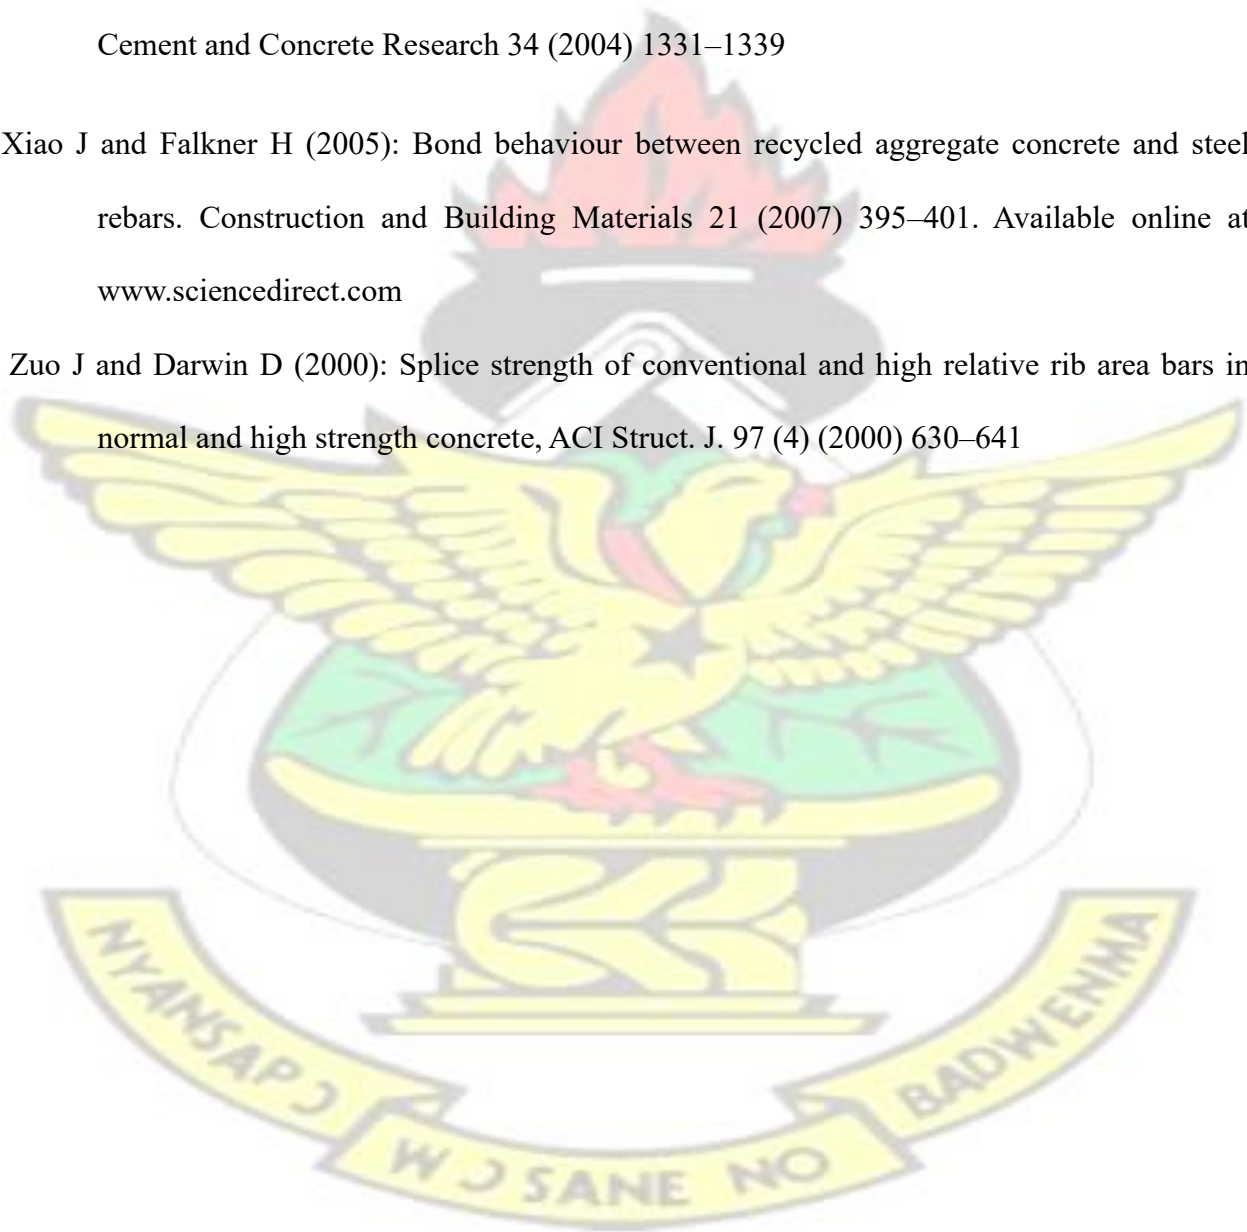 Cement and Concrete Research 34 (2004) 1331–1339
Xiao J and Falkner H (2005): Bond behaviour between recycled aggregate concrete and steel
rebars. Construction and Building Materials 21 (2007) 395–401. Available online at
www.sciencedirect.com
Zuo J and Darwin D (2000): Splice strength of conventional and high relative rib area bars in
normal and high strength concrete, ACI Struct. J. 97 (4) (2000) 630–641
NYANSAPƆ
WƆSANE NO
BADWENMA